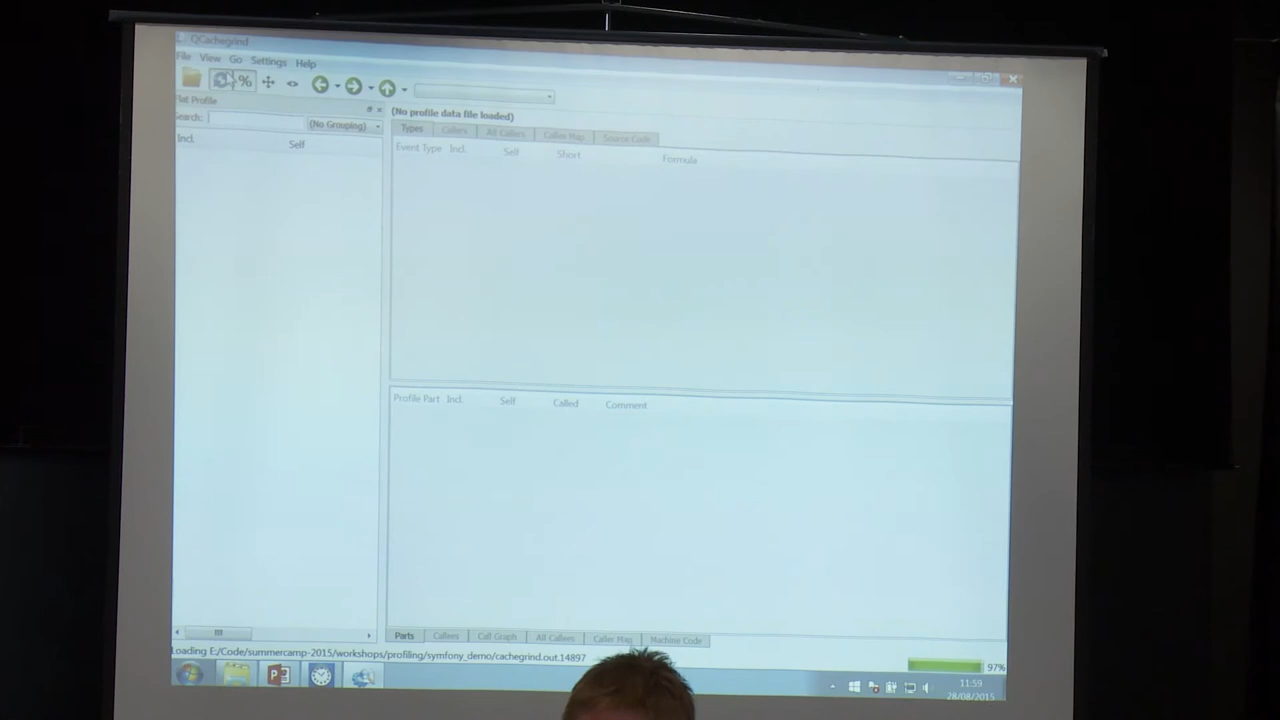 QCachegrind
File View Go Settings Help
%
Flat Profile
Search: (No Grouping)
Incl. Self
(No profile data file loaded)
Types Callers All Callers Callee Map Source Code
Event Type Incl. Self Short Formula
Profile Part Incl. Self Called Comment
Parts Callees Call Graph All Callees Caller Map Machine Code
Loading E:/Code/summercamp-2015/workshops/profiling/symfony_demo/cachegrind.out.14897
97%
11:59
28/08/2015